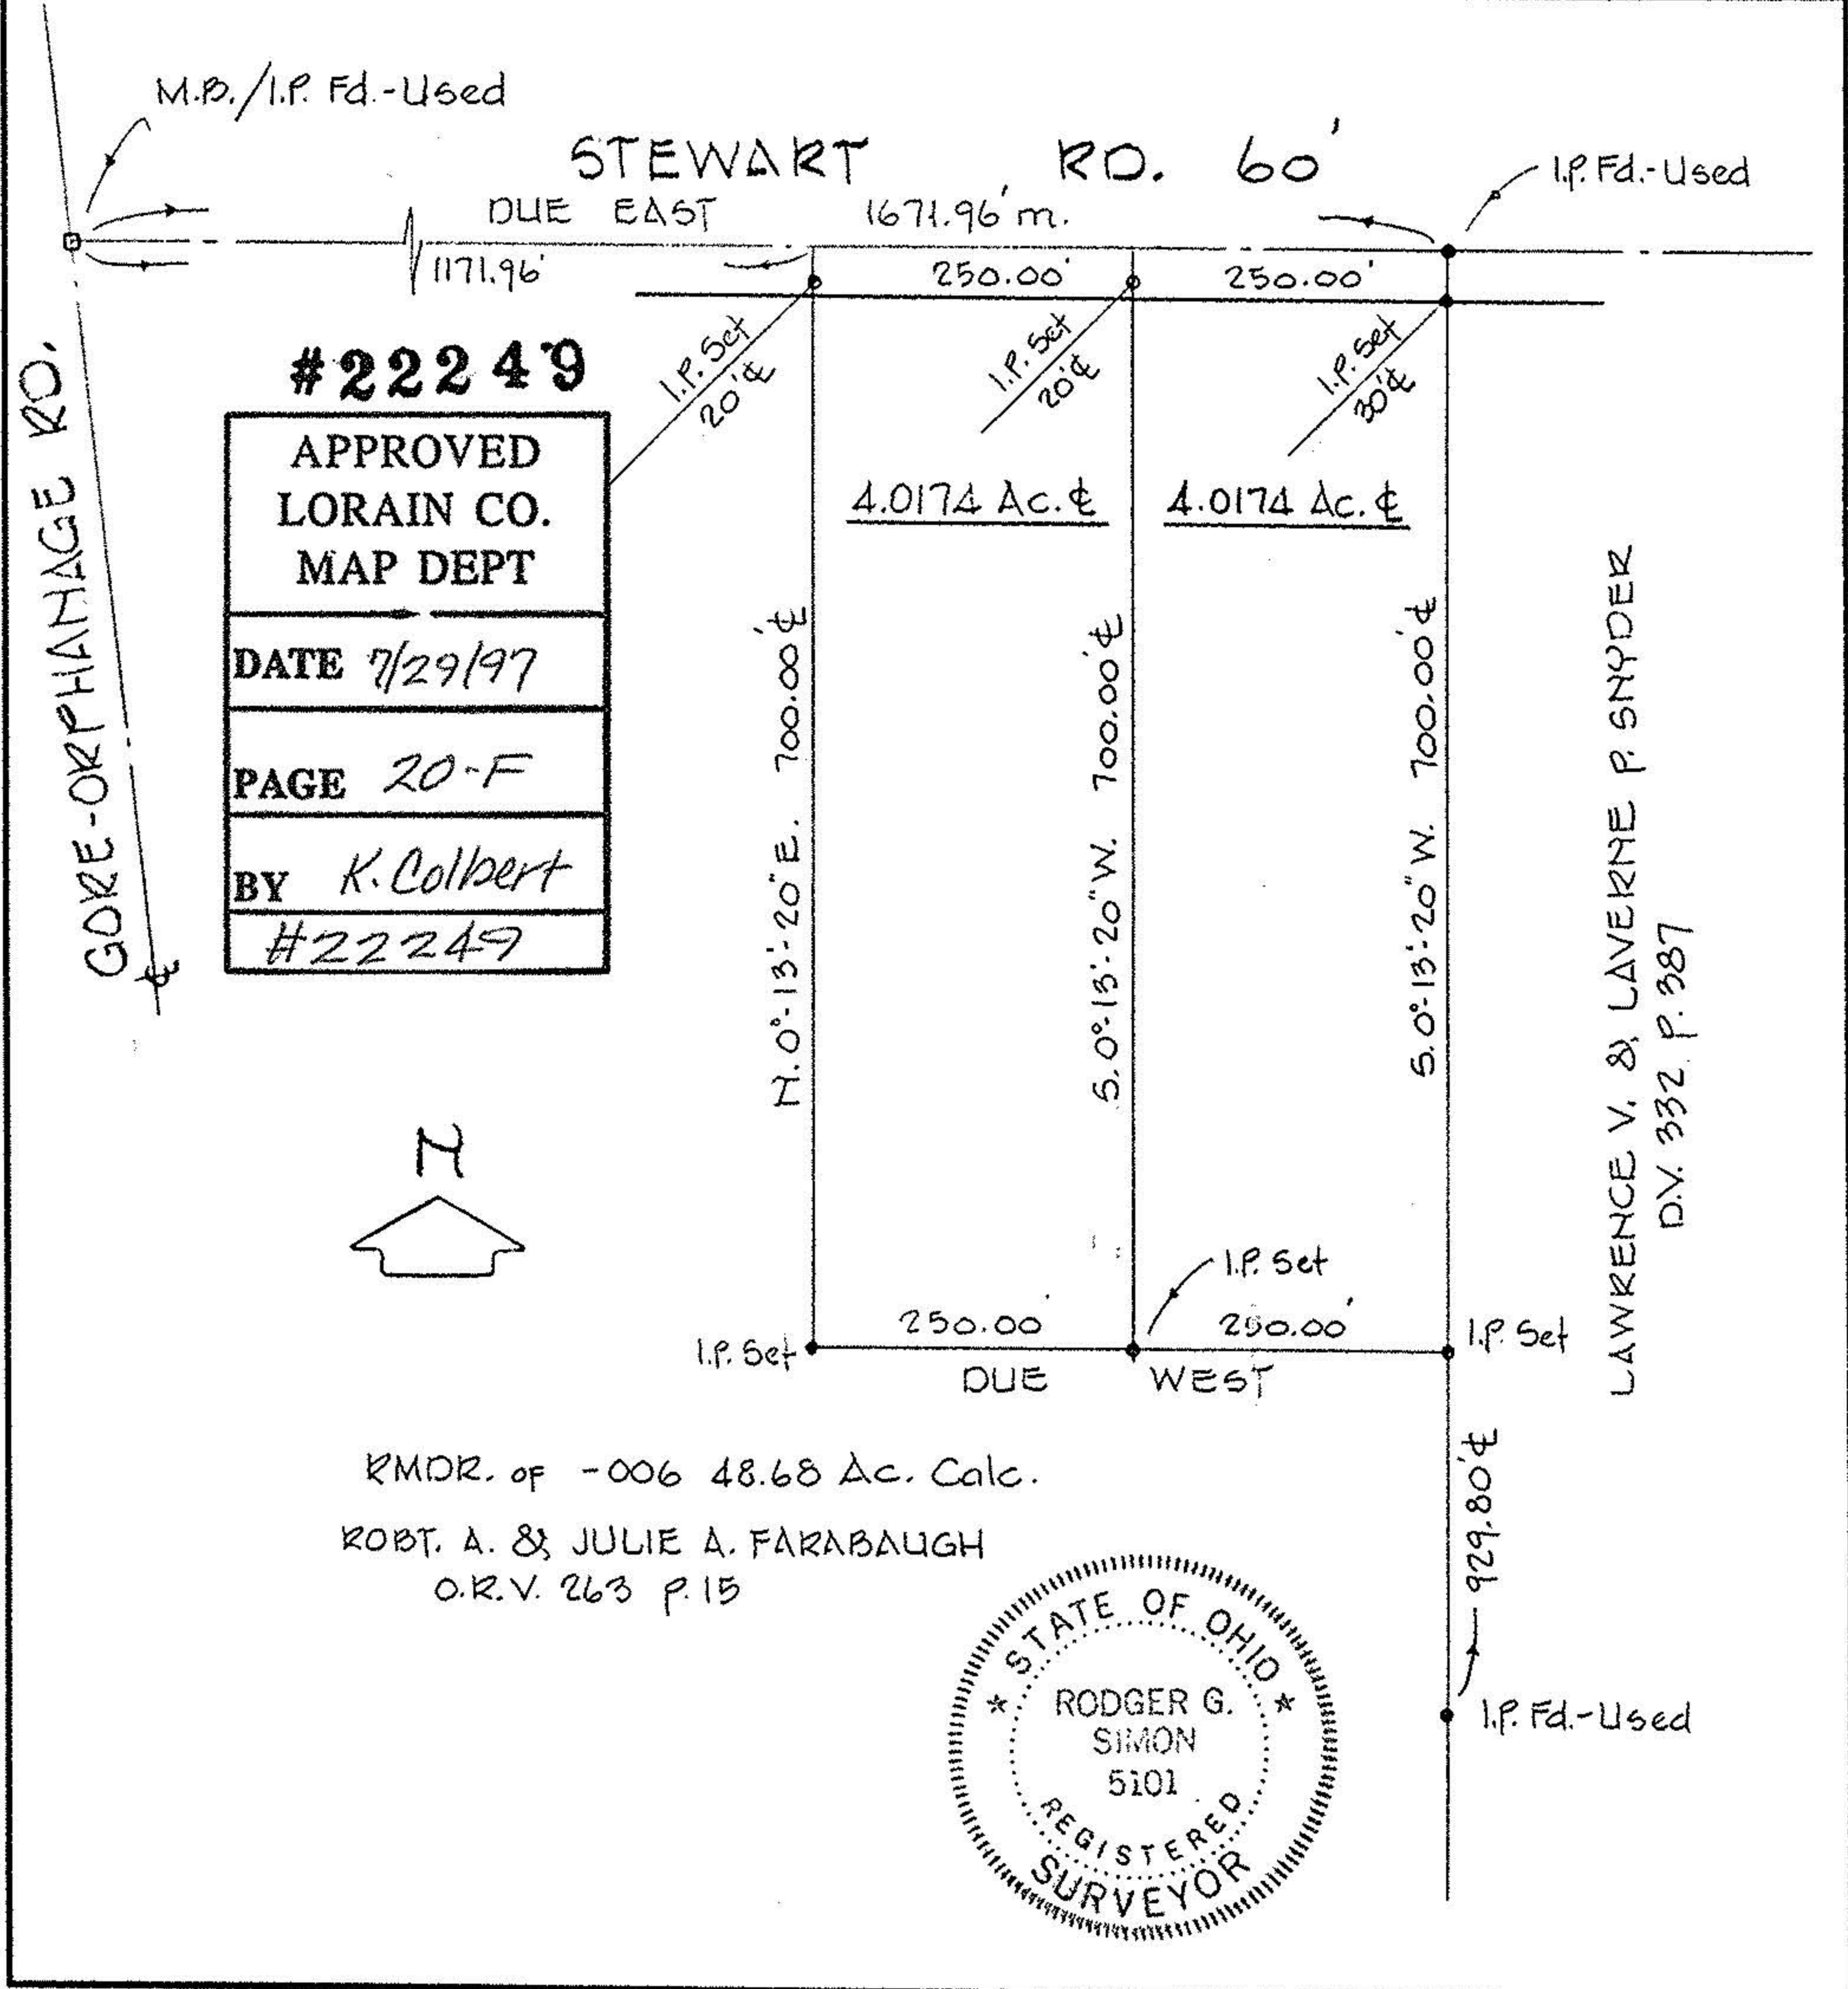 M.B./I.P. Fd.-Used
STEWART RD. 60'
I.P. Fd.-Used
DUE EAST 1671.96' m.
1171.96'
250.00'
250.00'
I.P. Set
20' ℄
I.P. Set
20' ℄
I.P. Set
30' ℄
GORE-ORPHANAGE RD.
℄
#22249
APPROVED
LORAIN CO.
MAP DEPT
DATE 7/29/97
PAGE 20-F
BY K. Colbert
#22249
4.0174 Ac. ℄
4.0174 Ac. ℄
N. 0°-13'-20" E. 700.00' ℄
S. 0°-13'-20" W. 700.00' ℄
S. 0°-13'-20" W. 700.00' ℄
LAWRENCE V. & LAVERNE P. SNYDER
D.V. 332 P. 387
N
I.P. Set
I.P. Set
250.00'
250.00'
I.P. Set
DUE WEST
929.80' ℄
RMDR. OF -006 48.68 Ac. Calc.
ROBT. A. & JULIE A. FARABAUGH
O.R.V. 263 P. 15
I.P. Fd.-Used
STATE OF OHIO
RODGER G.
SIMON
5101
REGISTERED
SURVEYOR